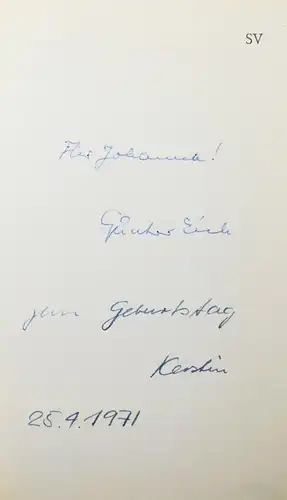 SV
Für Johanna!
Günter Eich
zum Geburtstag
Kerstin
25.4.1971